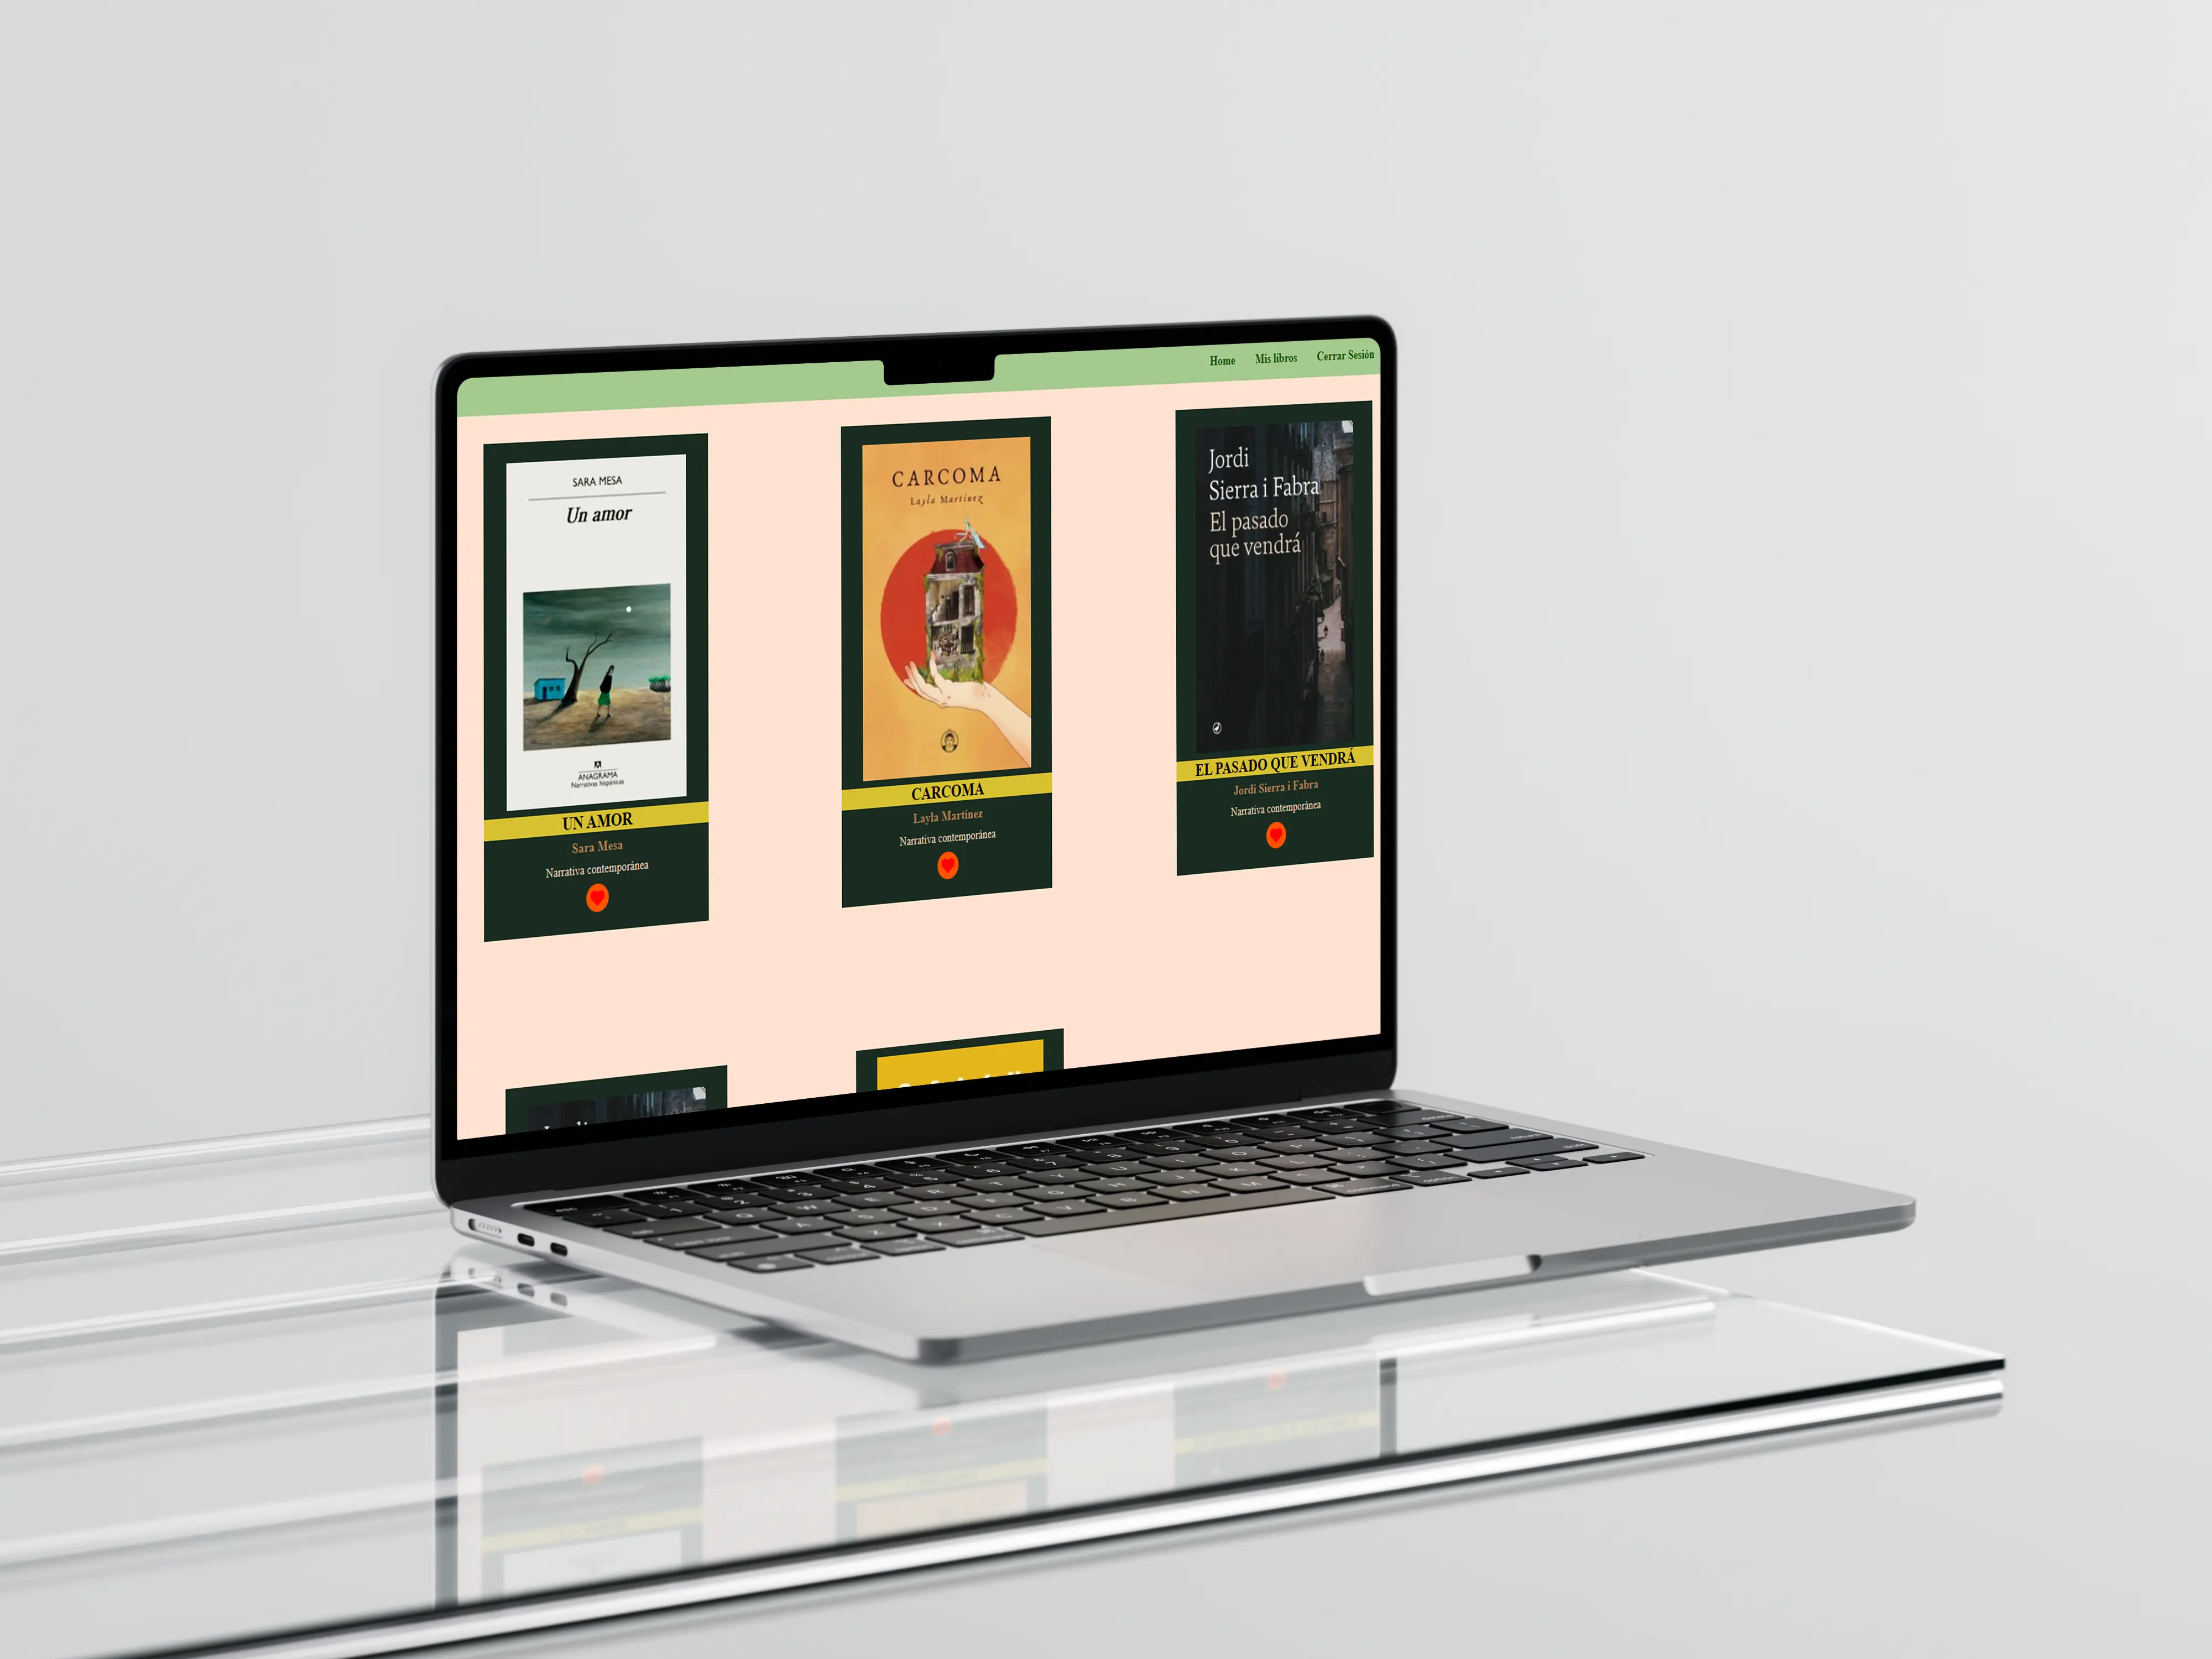 Home Mis libros Cerrar Sesión
SARA MESA
Un amor
ANAGRAMA
Narrativas hispánicas
UN AMOR
Sara Mesa
Narrativa contemporánea
CARCOMA
Layla Martínez
CARCOMA
Layla Martínez
Narrativa contemporánea
Jordi
Sierra i Fabra
El pasado
que vendrá
EL PASADO QUE VENDRÁ
Jordi Sierra i Fabra
Narrativa contemporánea